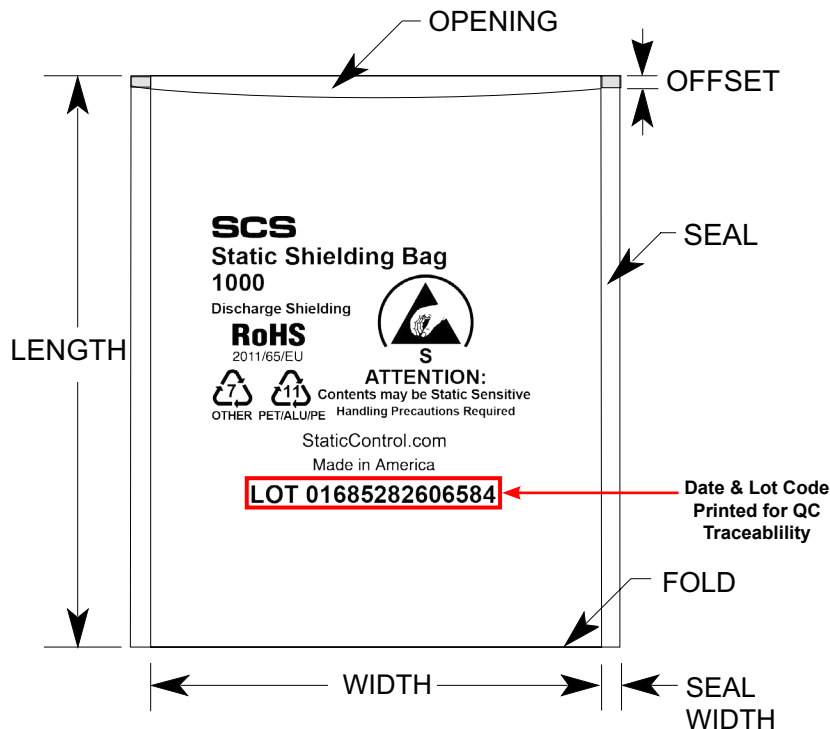 OPENING
OFFSET
SCS
Static Shielding Bag
1000
Discharge Shielding
RoHS
2011/65/EU
7
OTHER
11
PET/ALU/PE
S
ATTENTION:
Contents may be Static Sensitive
Handling Precautions Required
StaticControl.com
Made in America
LOT 01685282606584
SEAL
LENGTH
Date & Lot Code
Printed for QC
Traceablility
FOLD
WIDTH
SEAL
WIDTH